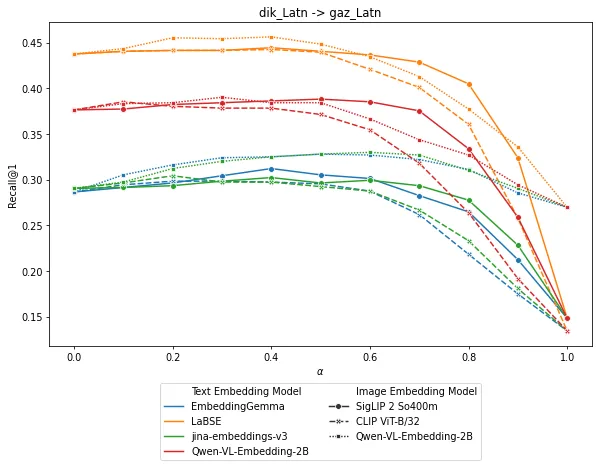 dik_Latn -> gaz_Latn
Recall@1
0.45
0.40
0.35
0.30
0.25
0.20
0.15
0.0 0.2 0.4 0.6 0.8 1.0
α
Text Embedding Model
EmbeddingGemma
LaBSE
jina-embeddings-v3
Qwen-VL-Embedding-2B
Image Embedding Model
SigLIP 2 So400m
CLIP ViT-B/32
Qwen-VL-Embedding-2B